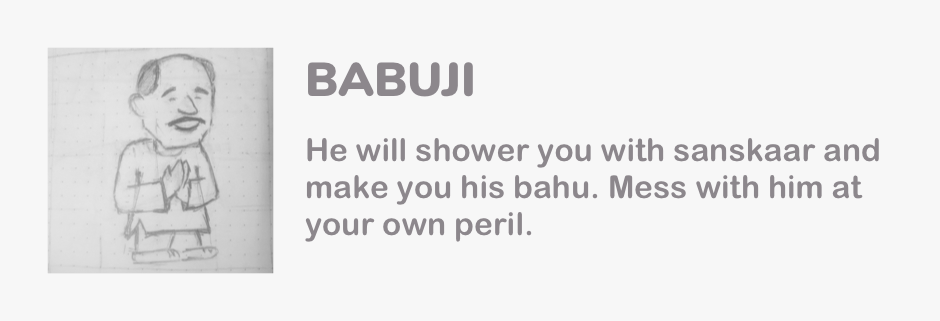 BABUJI
He will shower you with sanskaar and
make you his bahu. Mess with him at
your own peril.